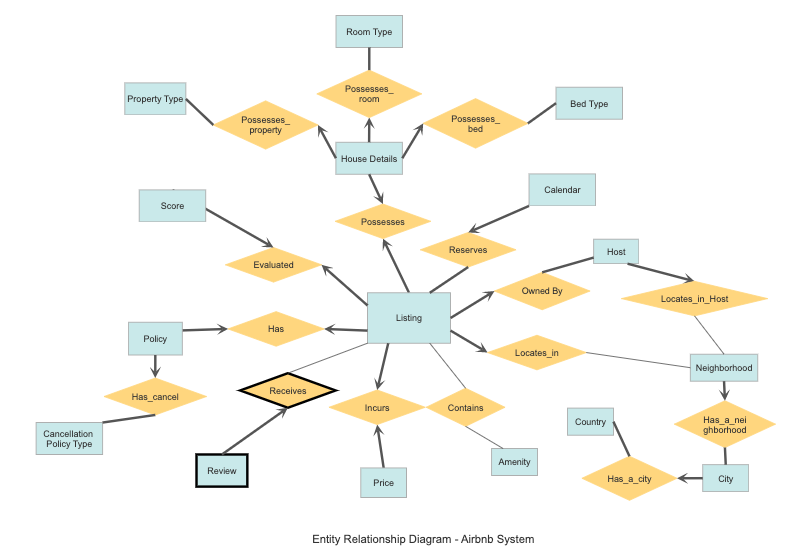 Room Type
Property Type
Possesses_
room
Bed Type
Possesses_
property
Possesses_
bed
House Details
Score
Calendar
Possesses
Reserves
Host
Evaluated
Owned By
Locates_in_Host
Listing
Has
Policy
Locates_in
Neighborhood
Receives
Has_cancel
Incurs
Contains
Country
Has_a_nei
ghborhood
Cancellation
Policy Type
Review
Amenity
Price
Has_a_city
City
Entity Relationship Diagram - Airbnb System